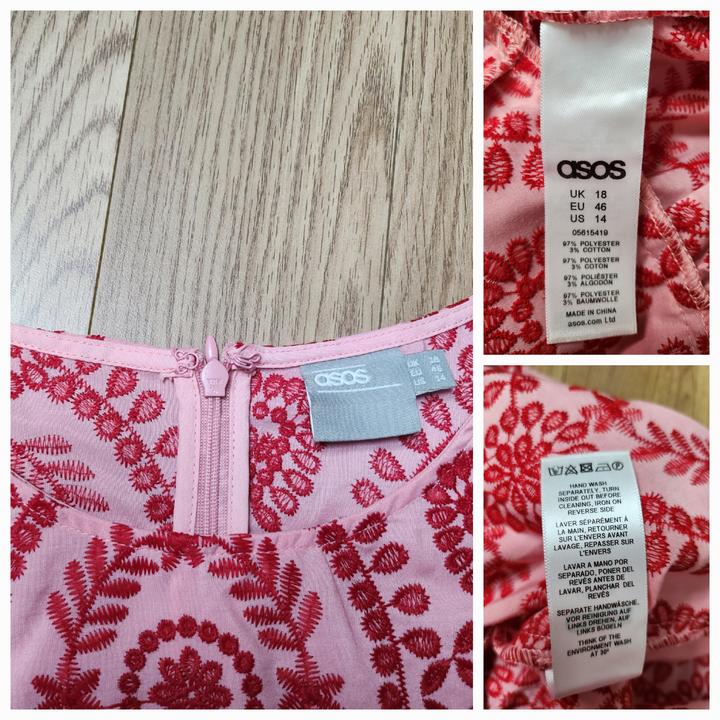 asos
UK 18
EU 46
US 14
asos
UK 18
EU 46
US 14
05615419
97% POLYESTER
3% COTTON
97% POLYESTER
3% COTON
97% POLIÉSTER
3% ALGODÓN
97% POLYESTER
3% BAUMWOLLE
MADE IN CHINA
asos.com Ltd
HAND WASH
SEPARATELY, TURN
INSIDE OUT BEFORE
CLEANING, IRON ON
REVERSE SIDE
LAVER SÉPARÉMENT À
LA MAIN, RETOURNER
SUR L'ENVERS AVANT
LAVAGE, REPASSER SUR
L'ENVERS
LAVAR A MANO POR
SEPARADO, PONER DEL
REVÉS ANTES DE
LAVAR, PLANCHAR DEL
REVÉS
SEPARATE HANDWÄSCHE,
VOR REINIGUNG AUF
LINKS DREHEN, AUF
LINKS BÜGELN
THINK OF THE
ENVIRONMENT WASH
AT 30°